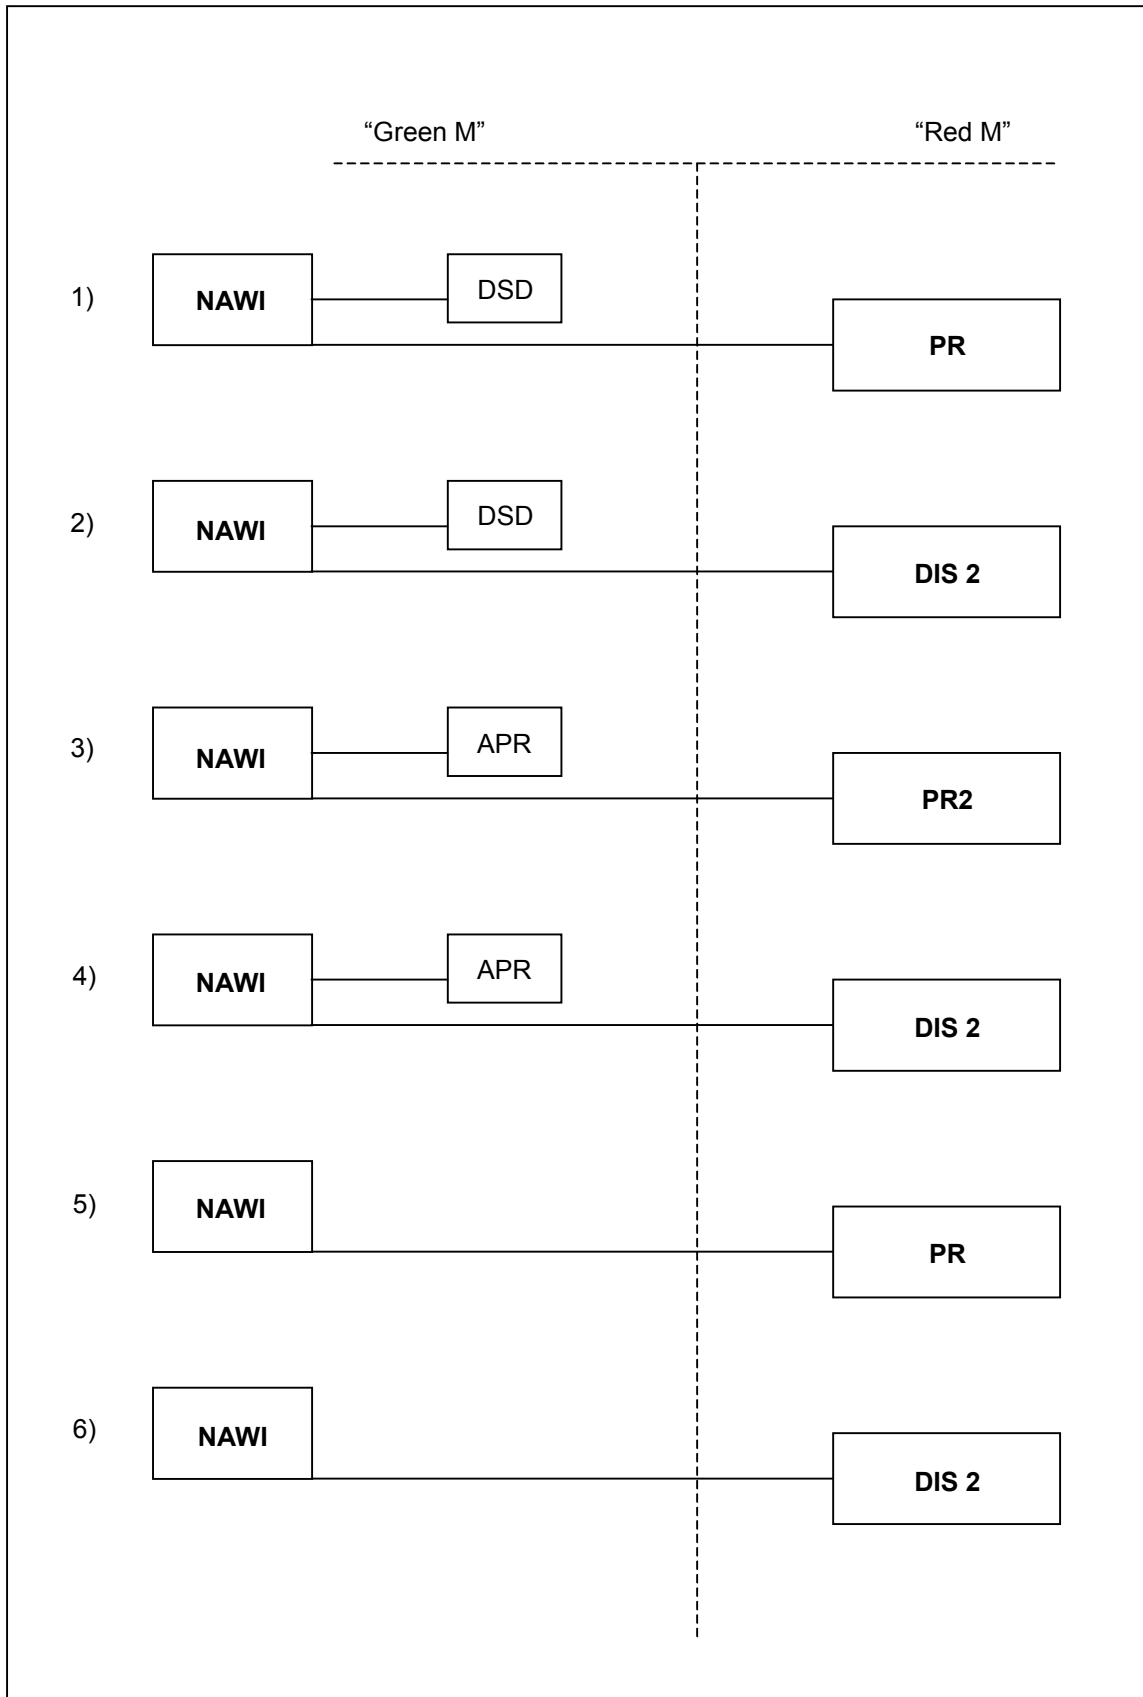 “Green M” “Red M”
1) NAWI DSD
PR
2) NAWI DSD
DIS 2
3) NAWI APR
PR2
4) NAWI APR
DIS 2
5) NAWI
PR
6) NAWI
DIS 2